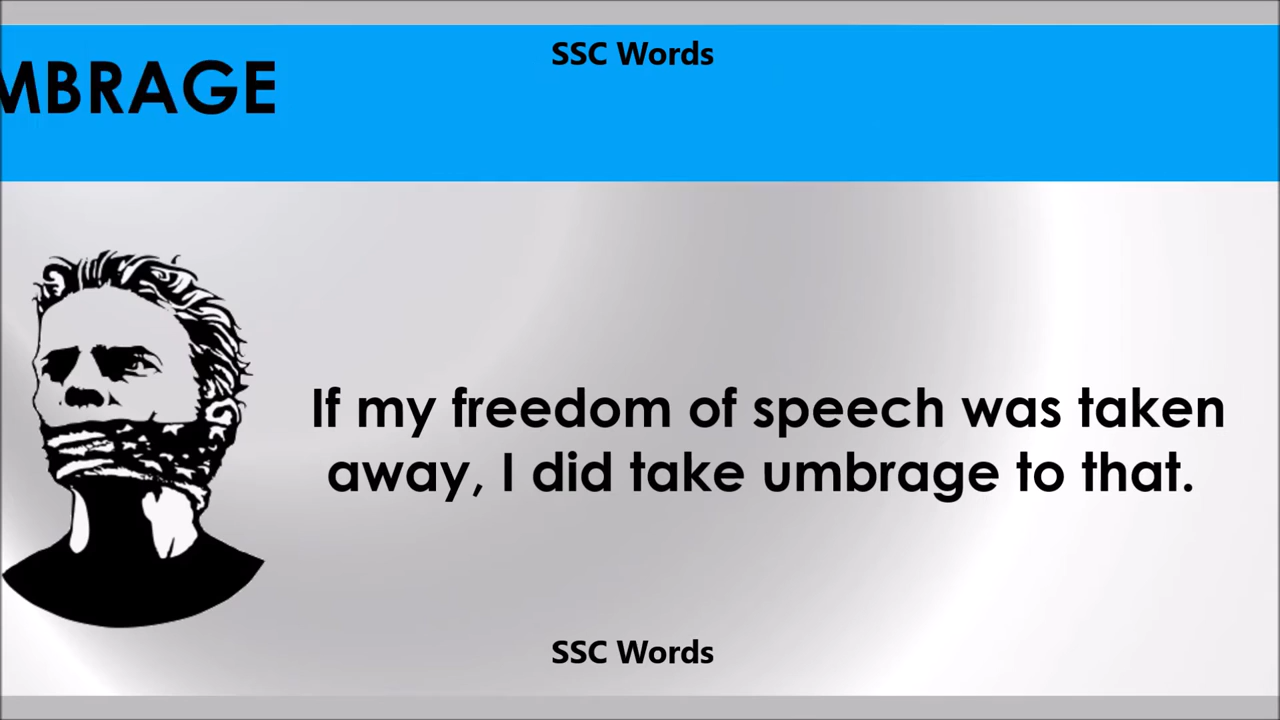 SSC Words
MBRAGE
If my freedom of speech was taken
away, I did take umbrage to that.
SSC Words